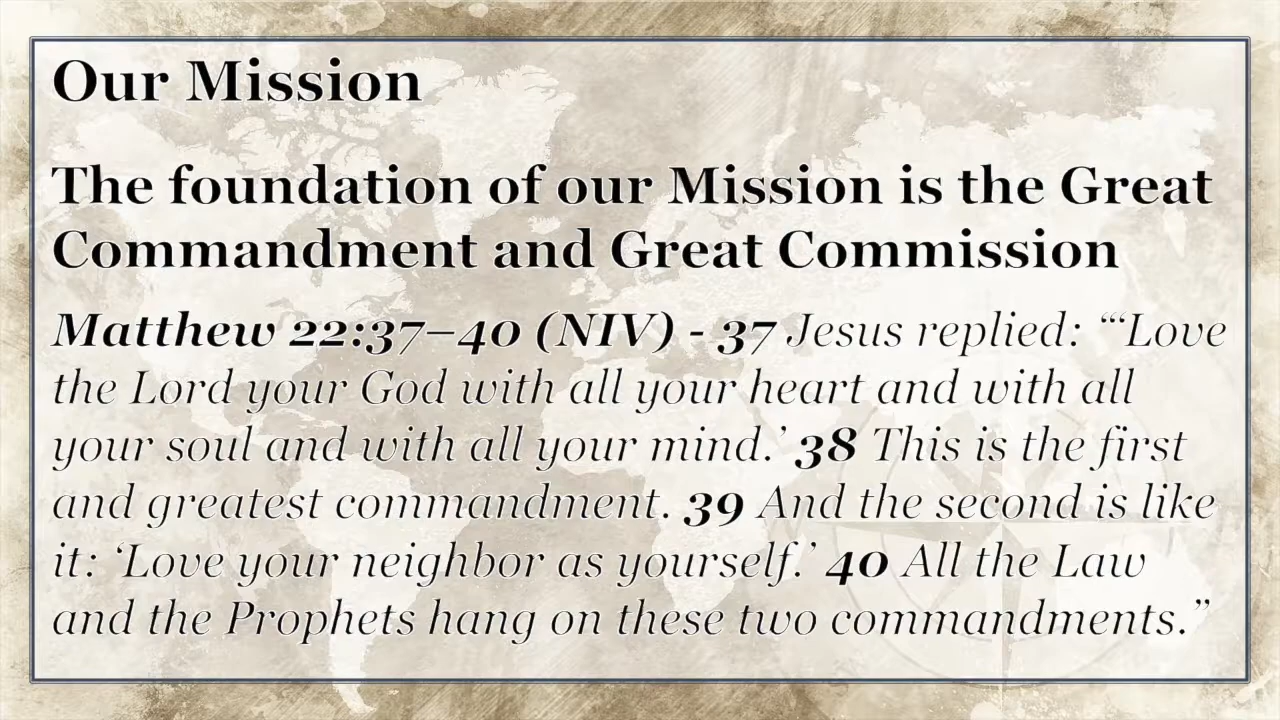 Our Mission
The foundation of our Mission is the Great
Commandment and Great Commission
Matthew 22:37–40 (NIV) - 37 Jesus replied: “‘Love
the Lord your God with all your heart and with all
your soul and with all your mind.’ 38 This is the first
and greatest commandment. 39 And the second is like
it: ‘Love your neighbor as yourself.’ 40 All the Law
and the Prophets hang on these two commandments.”